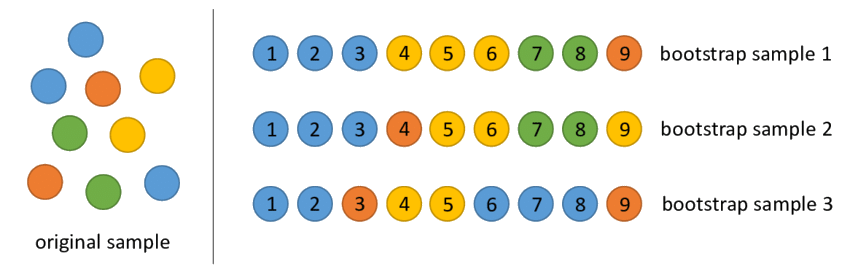 1 2 3 4 5 6 7 8 9 bootstrap sample 1
1 2 3 4 5 6 7 8 9 bootstrap sample 2
1 2 3 4 5 6 7 8 9 bootstrap sample 3
original sample